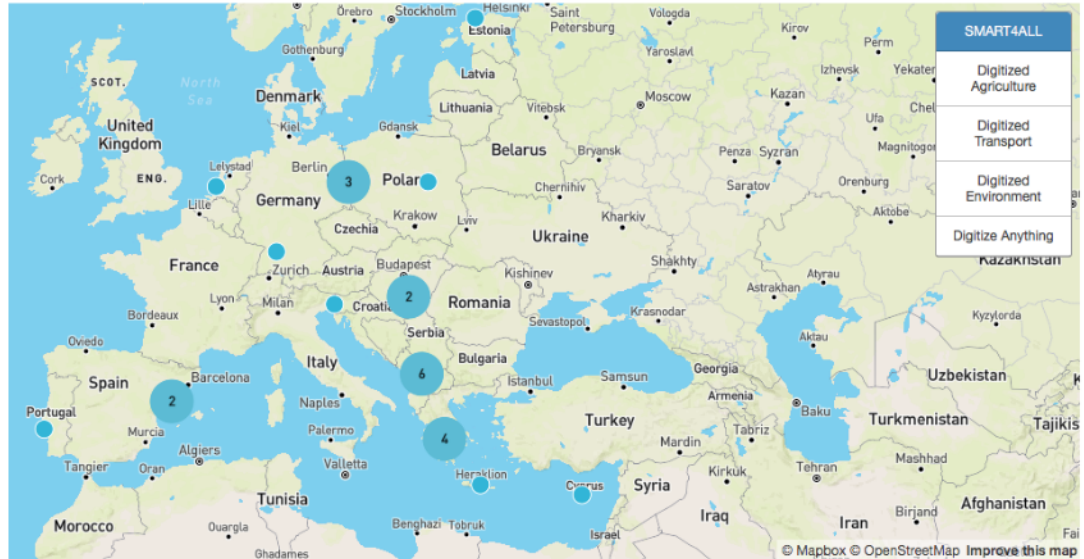 Örebro
Stockholm
Helsinki
Saint
Petersburg
Vologda
Kirov
Perm
SMART4ALL
Gothenburg
Estonia
Yaroslavl
Izhevsk
Yekater
SCOT.
North
Sea
Latvia
Digitized
Agriculture
Denmark
Lithuania
Vitebsk
Moscow
Kazan
Chel
United
Kingdom
Kiel
Gdansk
Ufa
Digitized
Transport
Belarus
Bryansk
Penza
Syzran
Magnitogor
Cork
ENG.
Lelystad
Berlin
3
Polar
Chernihiv
Saratov
Orenburg
Digitized
Environment
Lille
Germany
Krakow
Lviv
Kharkiv
Aktobe
Czechia
Ukraine
Digitize Anything
France
Zurich
Austria
Budapest
Kishinev
Shakhty
Atyrau
Kazakhstan
Lyon
Milan
Croatia
2
Romania
Astrakhan
Bordeaux
Serbia
Sevastopol
Krasnodar
Kyzylorda
Oviedo
Italy
6
Bulgaria
Aktau
Spain
Barcelona
Istanbul
Samsun
Georgia
Uzbekistan
2
Naples
Armenia
Baku
Portugal
Turkey
Turkmenistan
Tajikis
Murcia
Palermo
4
Mardin
Tabriz
Tangier
Oran
Algiers
Valletta
Heraklion
Cyprus
Kirkuk
Tehran
Mashhad
Tunisia
Syria
Afghanistan
Morocco
Ouargla
Benghazi
Tobruk
Israel
Iraq
Iran
Birjand
Ghadames
Fai
© Mapbox © OpenStreetMap Improve this map